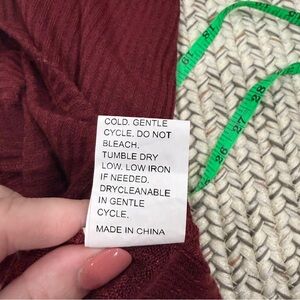 COLD. GENTLE
CYCLE. DO NOT
BLEACH.
TUMBLE DRY
LOW. LOW IRON
IF NEEDED.
DRYCLEANABLE
IN GENTLE
CYCLE.
MADE IN CHINA